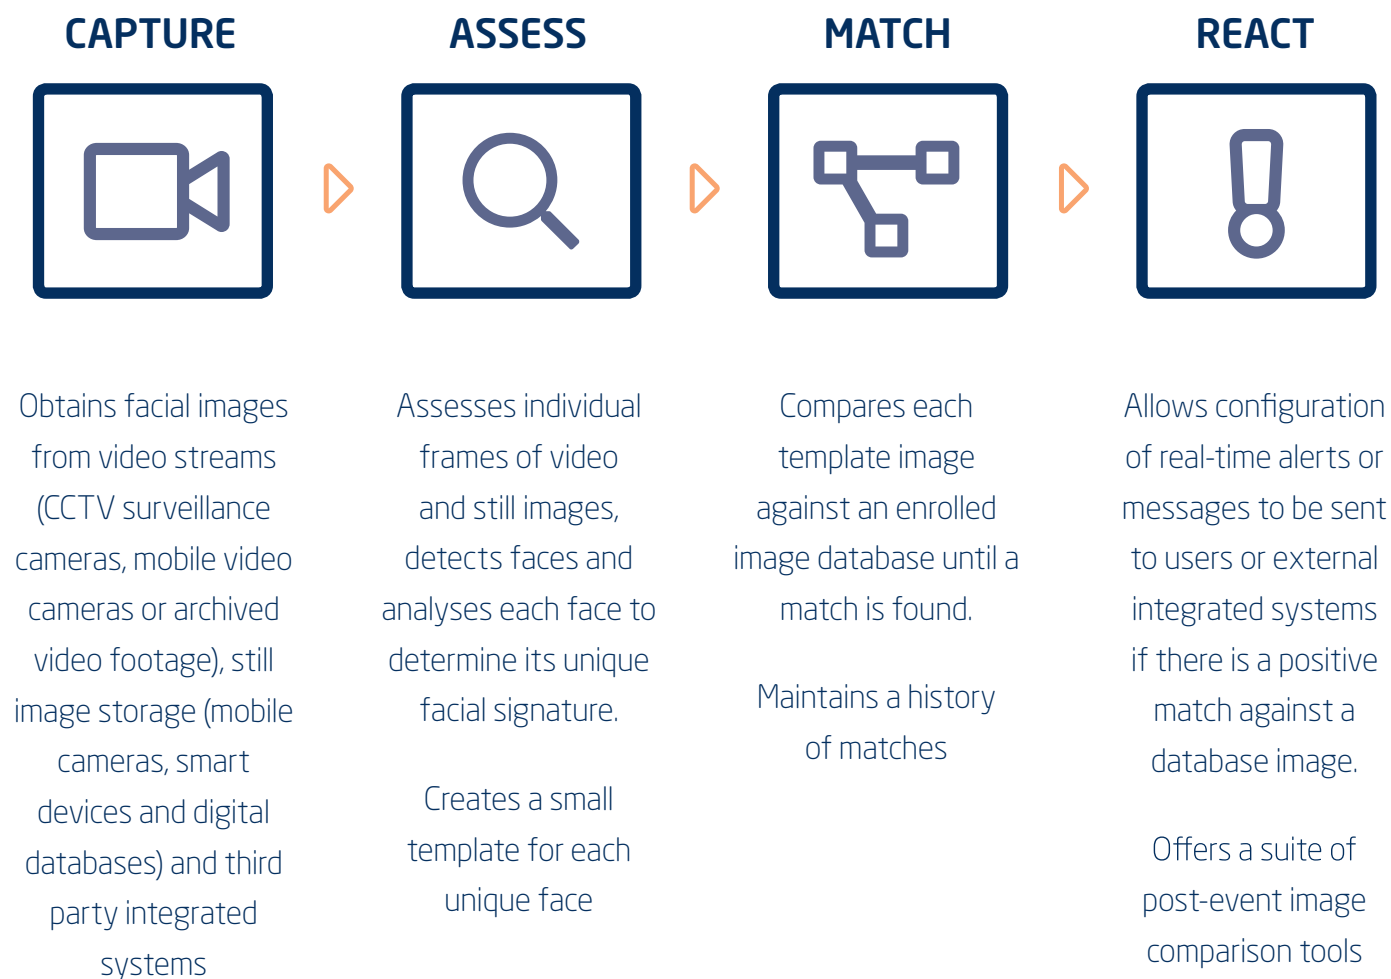 CAPTURE
Obtains facial images
from video streams
(CCTV surveillance
cameras, mobile video
cameras or archived
video footage), still
image storage (mobile
cameras, smart
devices and digital
databases) and third
party integrated
systems
ASSESS
Assesses individual
frames of video
and still images,
detects faces and
analyses each face to
determine its unique
facial signature.
Creates a small
template for each
unique face
MATCH
Compares each
template image
against an enrolled
image database until a
match is found.
Maintains a history
of matches
REACT
Allows configuration
of real-time alerts or
messages to be sent
to users or external
integrated systems
if there is a positive
match against a
database image.
Offers a suite of
post-event image
comparison tools